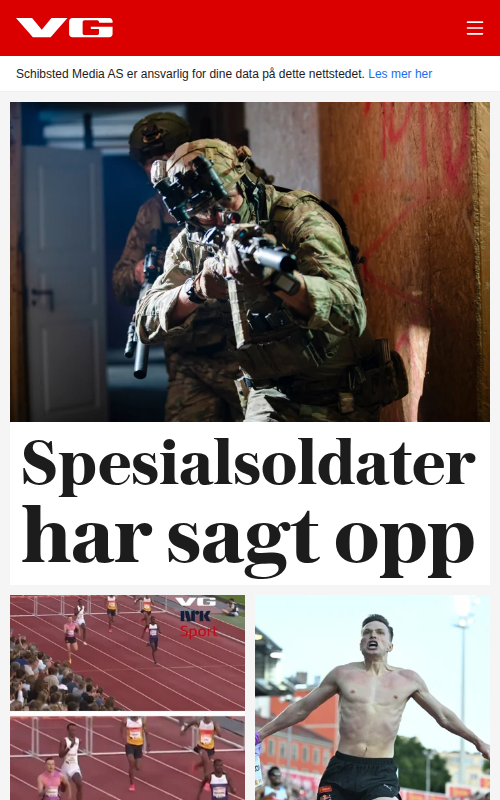 VG
Schibsted Media AS er ansvarlig for dine data på dette nettstedet. Les mer her
Spesialsoldater
har sagt opp
VG
NRK
Sport